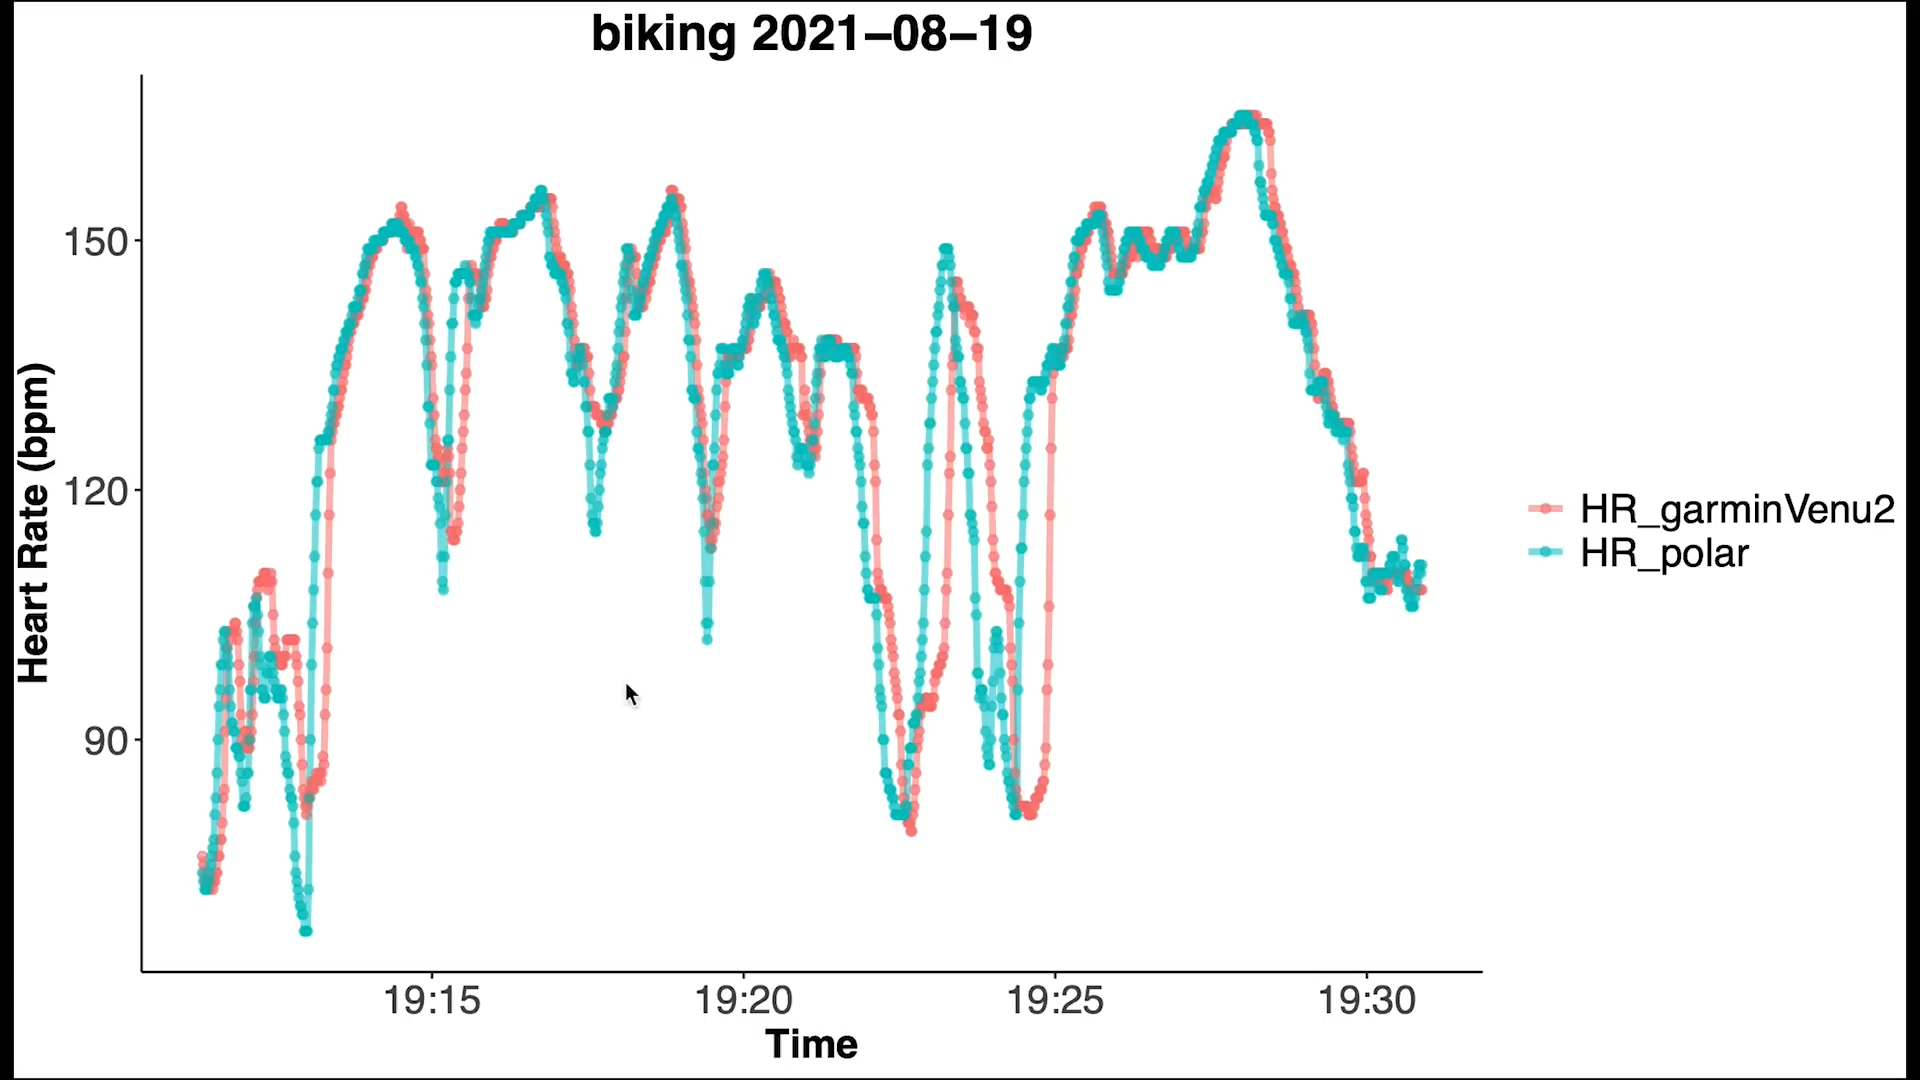 biking 2021–08–19
Heart Rate (bpm)
150
120
90
19:15
19:20
19:25
19:30
Time
HR_garminVenu2
HR_polar